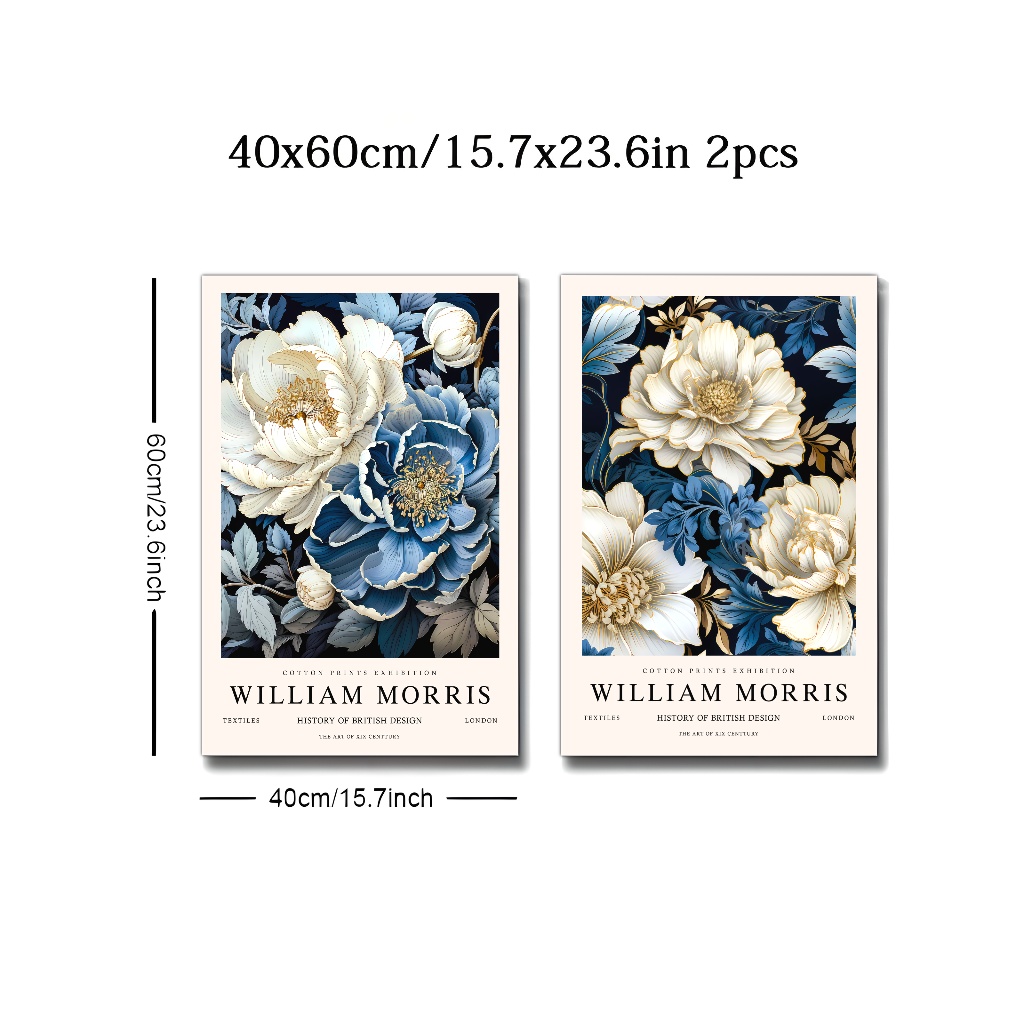 40x60cm/15.7x23.6in 2pcs
60cm/23.6inch
COTTON PRINTS EXHIBITION
WILLIAM MORRIS
TEXTILES HISTORY OF BRITISH DESIGN LONDON
THE ART OF XIX CENTTURY
COTTON PRINTS EXHIBITION
WILLIAM MORRIS
TEXTILES HISTORY OF BRITISH DESIGN LONDON
THE ART OF XIX CENTTURY
40cm/15.7inch